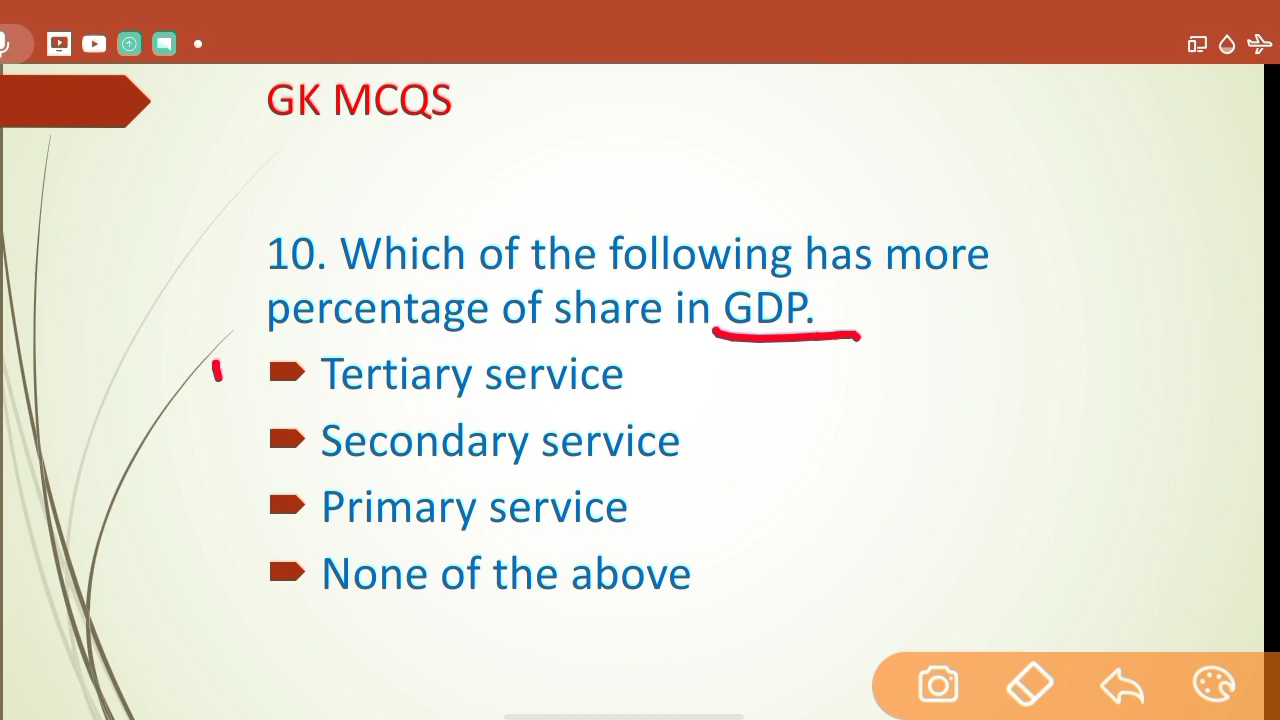 GK MCQS
10. Which of the following has more
percentage of share in GDP.
Tertiary service
Secondary service
Primary service
None of the above